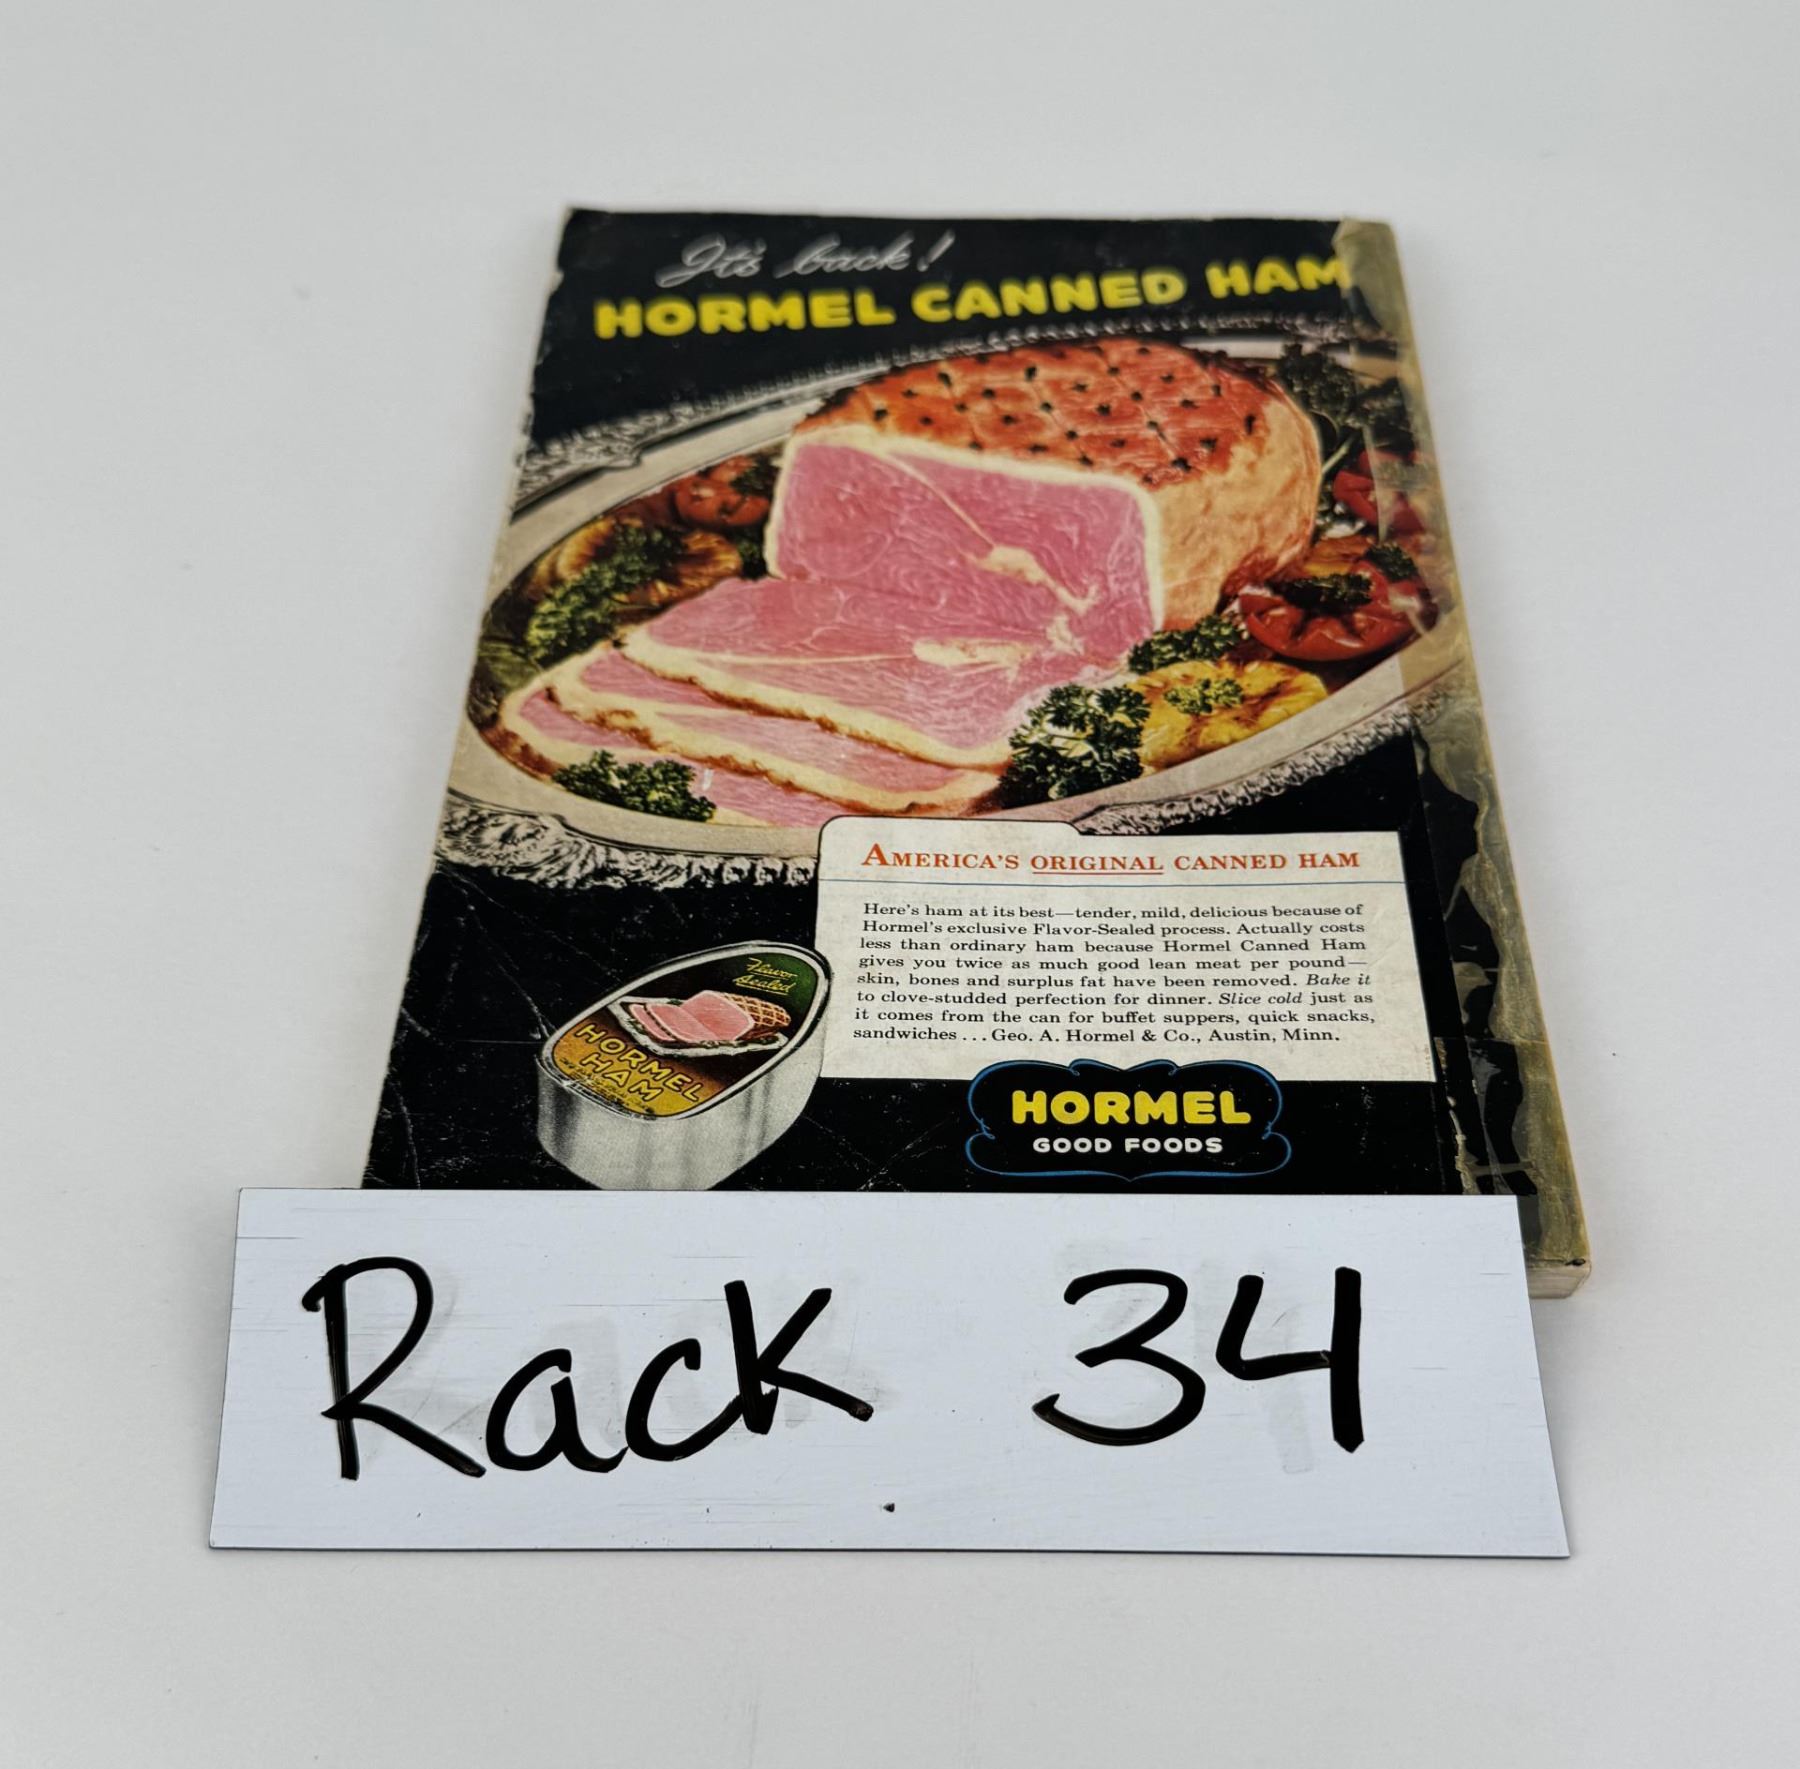 It's back!
HORMEL CANNED HAM
AMERICA'S ORIGINAL CANNED HAM
Here's ham at its best—tender, mild, delicious because of
Hormel's exclusive Flavor-Sealed process. Actually costs
less than ordinary ham because Hormel Canned Ham
gives you twice as much good lean meat per pound—
skin, bones and surplus fat have been removed. Bake it
to clove-studded perfection for dinner. Slice cold just as
it comes from the can for buffet suppers, quick snacks,
sandwiches . . . Geo. A. Hormel & Co., Austin, Minn.
Flavor
Sealed
HORMEL
HAM
HORMEL
GOOD FOODS
Rack 34